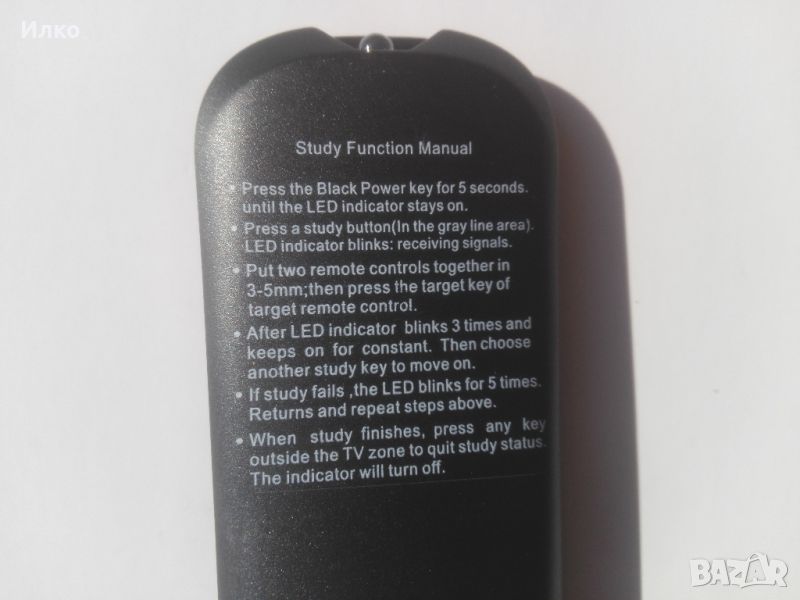 Илко
Study Function Manual
• Press the Black Power key for 5 seconds.
until the LED indicator stays on.
• Press a study button(In the gray line area).
LED indicator blinks: receiving signals.
• Put two remote controls together in
3-5mm;then press the target key of
target remote control.
• After LED indicator blinks 3 times and
keeps on for constant. Then choose
another study key to move on.
• If study fails ,the LED blinks for 5 times.
Returns and repeat steps above.
• When study finishes, press any key
outside the TV zone to quit study status.
The indicator will turn off.
BAZAR